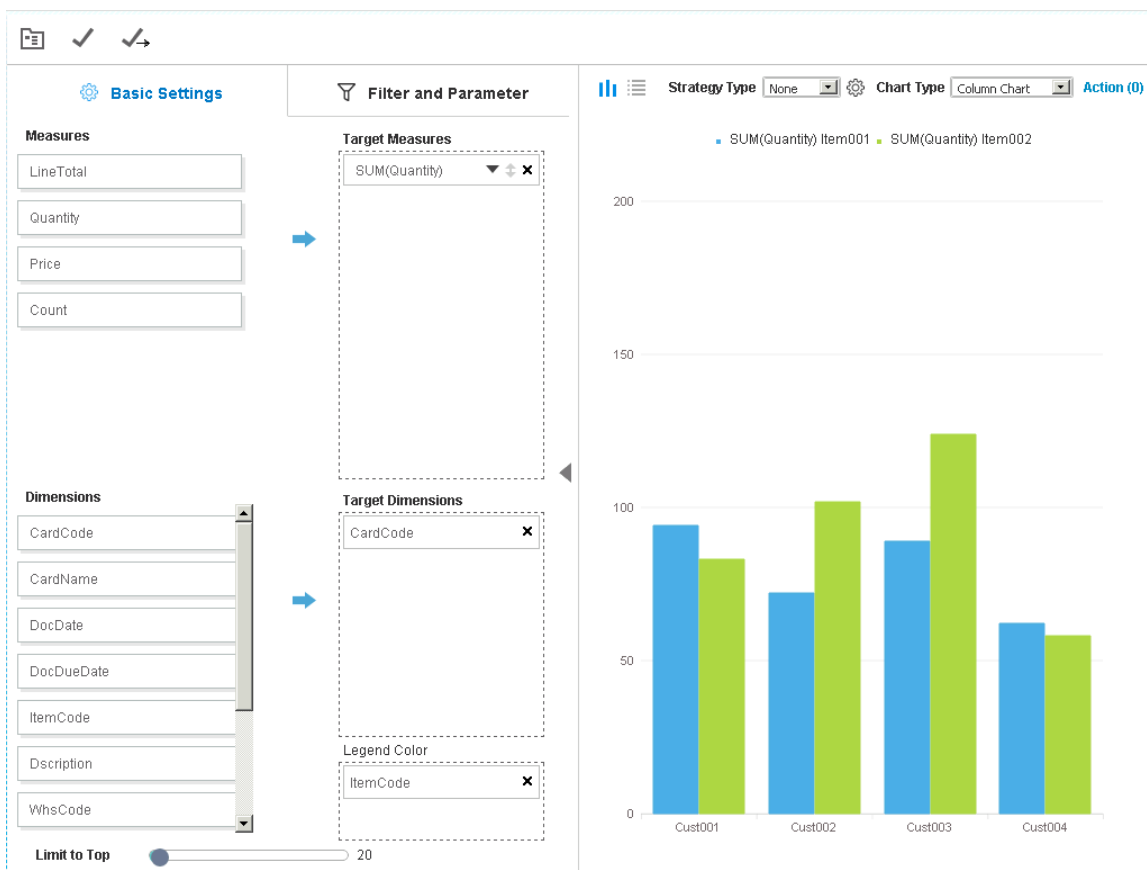 Basic Settings
Filter and Parameter
Measures
LineTotal
Quantity
Price
Count
Target Measures
SUM(Quantity)
Dimensions
CardCode
CardName
DocDate
DocDueDate
ItemCode
Dscription
WhsCode
Target Dimensions
CardCode
Legend Color
ItemCode
Limit to Top 20
Strategy Type None Chart Type Column Chart Action (0)
SUM(Quantity) Item001 SUM(Quantity) Item002
200
150
100
50
0
Cust001 Cust002 Cust003 Cust004